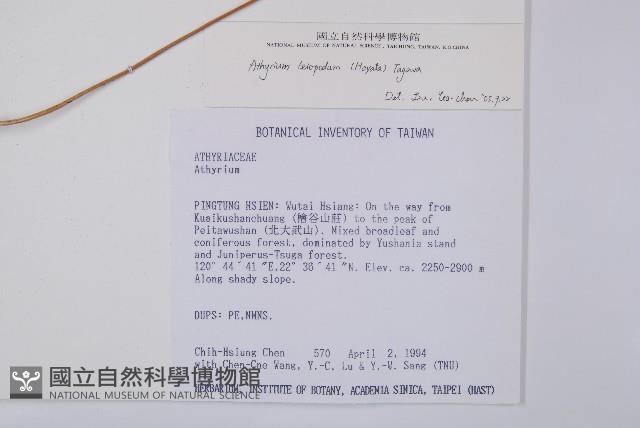 國立自然科學博物館
NATIONAL MUSEUM OF NATURAL SCIENCE, TAICHUNG, TAIWAN, R.O.CHINA
Athyrium leiopodum (Hayata) Tagawa
Det. Liu, Yea-chen '05.9.22
BOTANICAL INVENTORY OF TAIWAN
ATHYRIACEAE
Athyrium
PINGTUNG HSIEN: Wutai Hsiang: On the way from
Kuaikushanchuang (檜谷山莊) to the peak of
Peitawushan (北大武山). Mixed broadleaf and
coniferous forest, dominated by Yushania stand
and Juniperus-Tsuga forest.
120° 44´41 ″E,22° 36´41 ″N. Elev. ca. 2250-2900 m
Along shady slope.
DUPS: PE,NMNS.
Chih-Hsiung Chen 570 April 2, 1994
with Chen-Che Wang, Y.-C. Lu & Y.-W. Sang (TNU)
HERBARIUM, INSTITUTE OF BOTANY, ACADEMIA SINICA, TAIPEI (HAST)
國立自然科學博物館
NATIONAL MUSEUM OF NATURAL SCIENCE